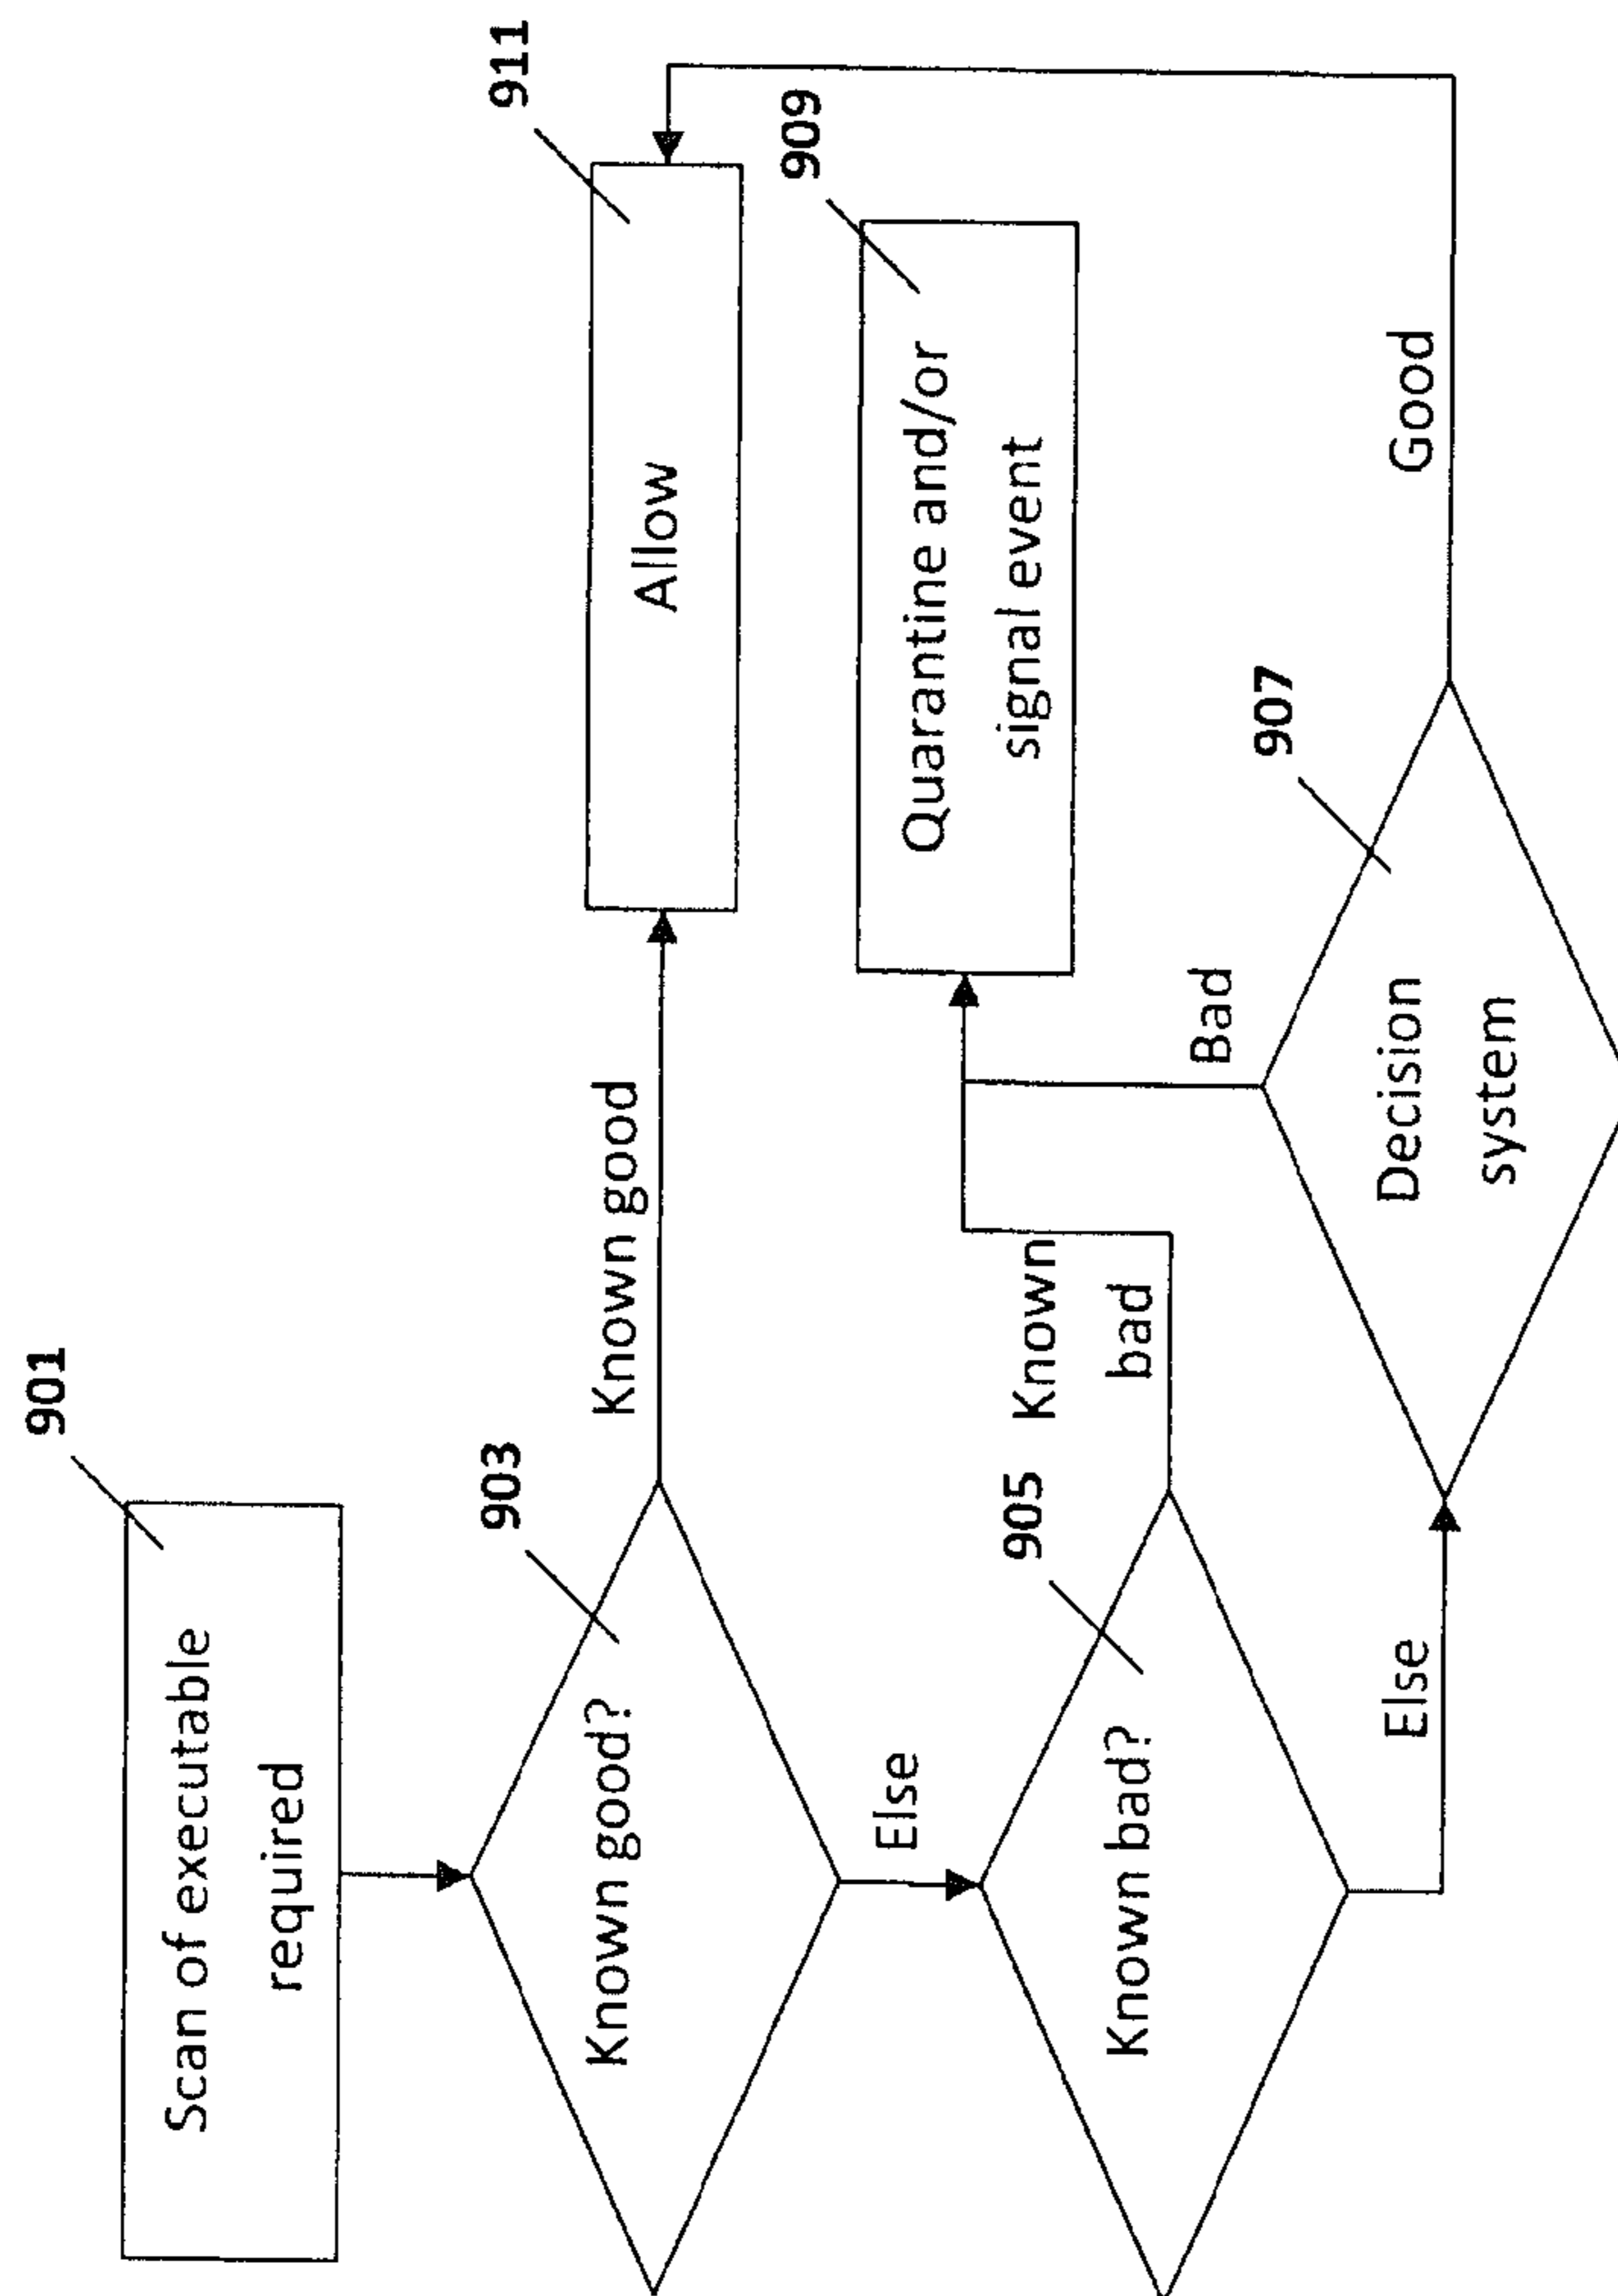 901
Scan of executable
required
903
Known good?
Known good
911
Allow
Else
905
Known bad?
Known
bad
909
Quarantine and/or
signal event
Else
907
Decision
system
Bad
Good